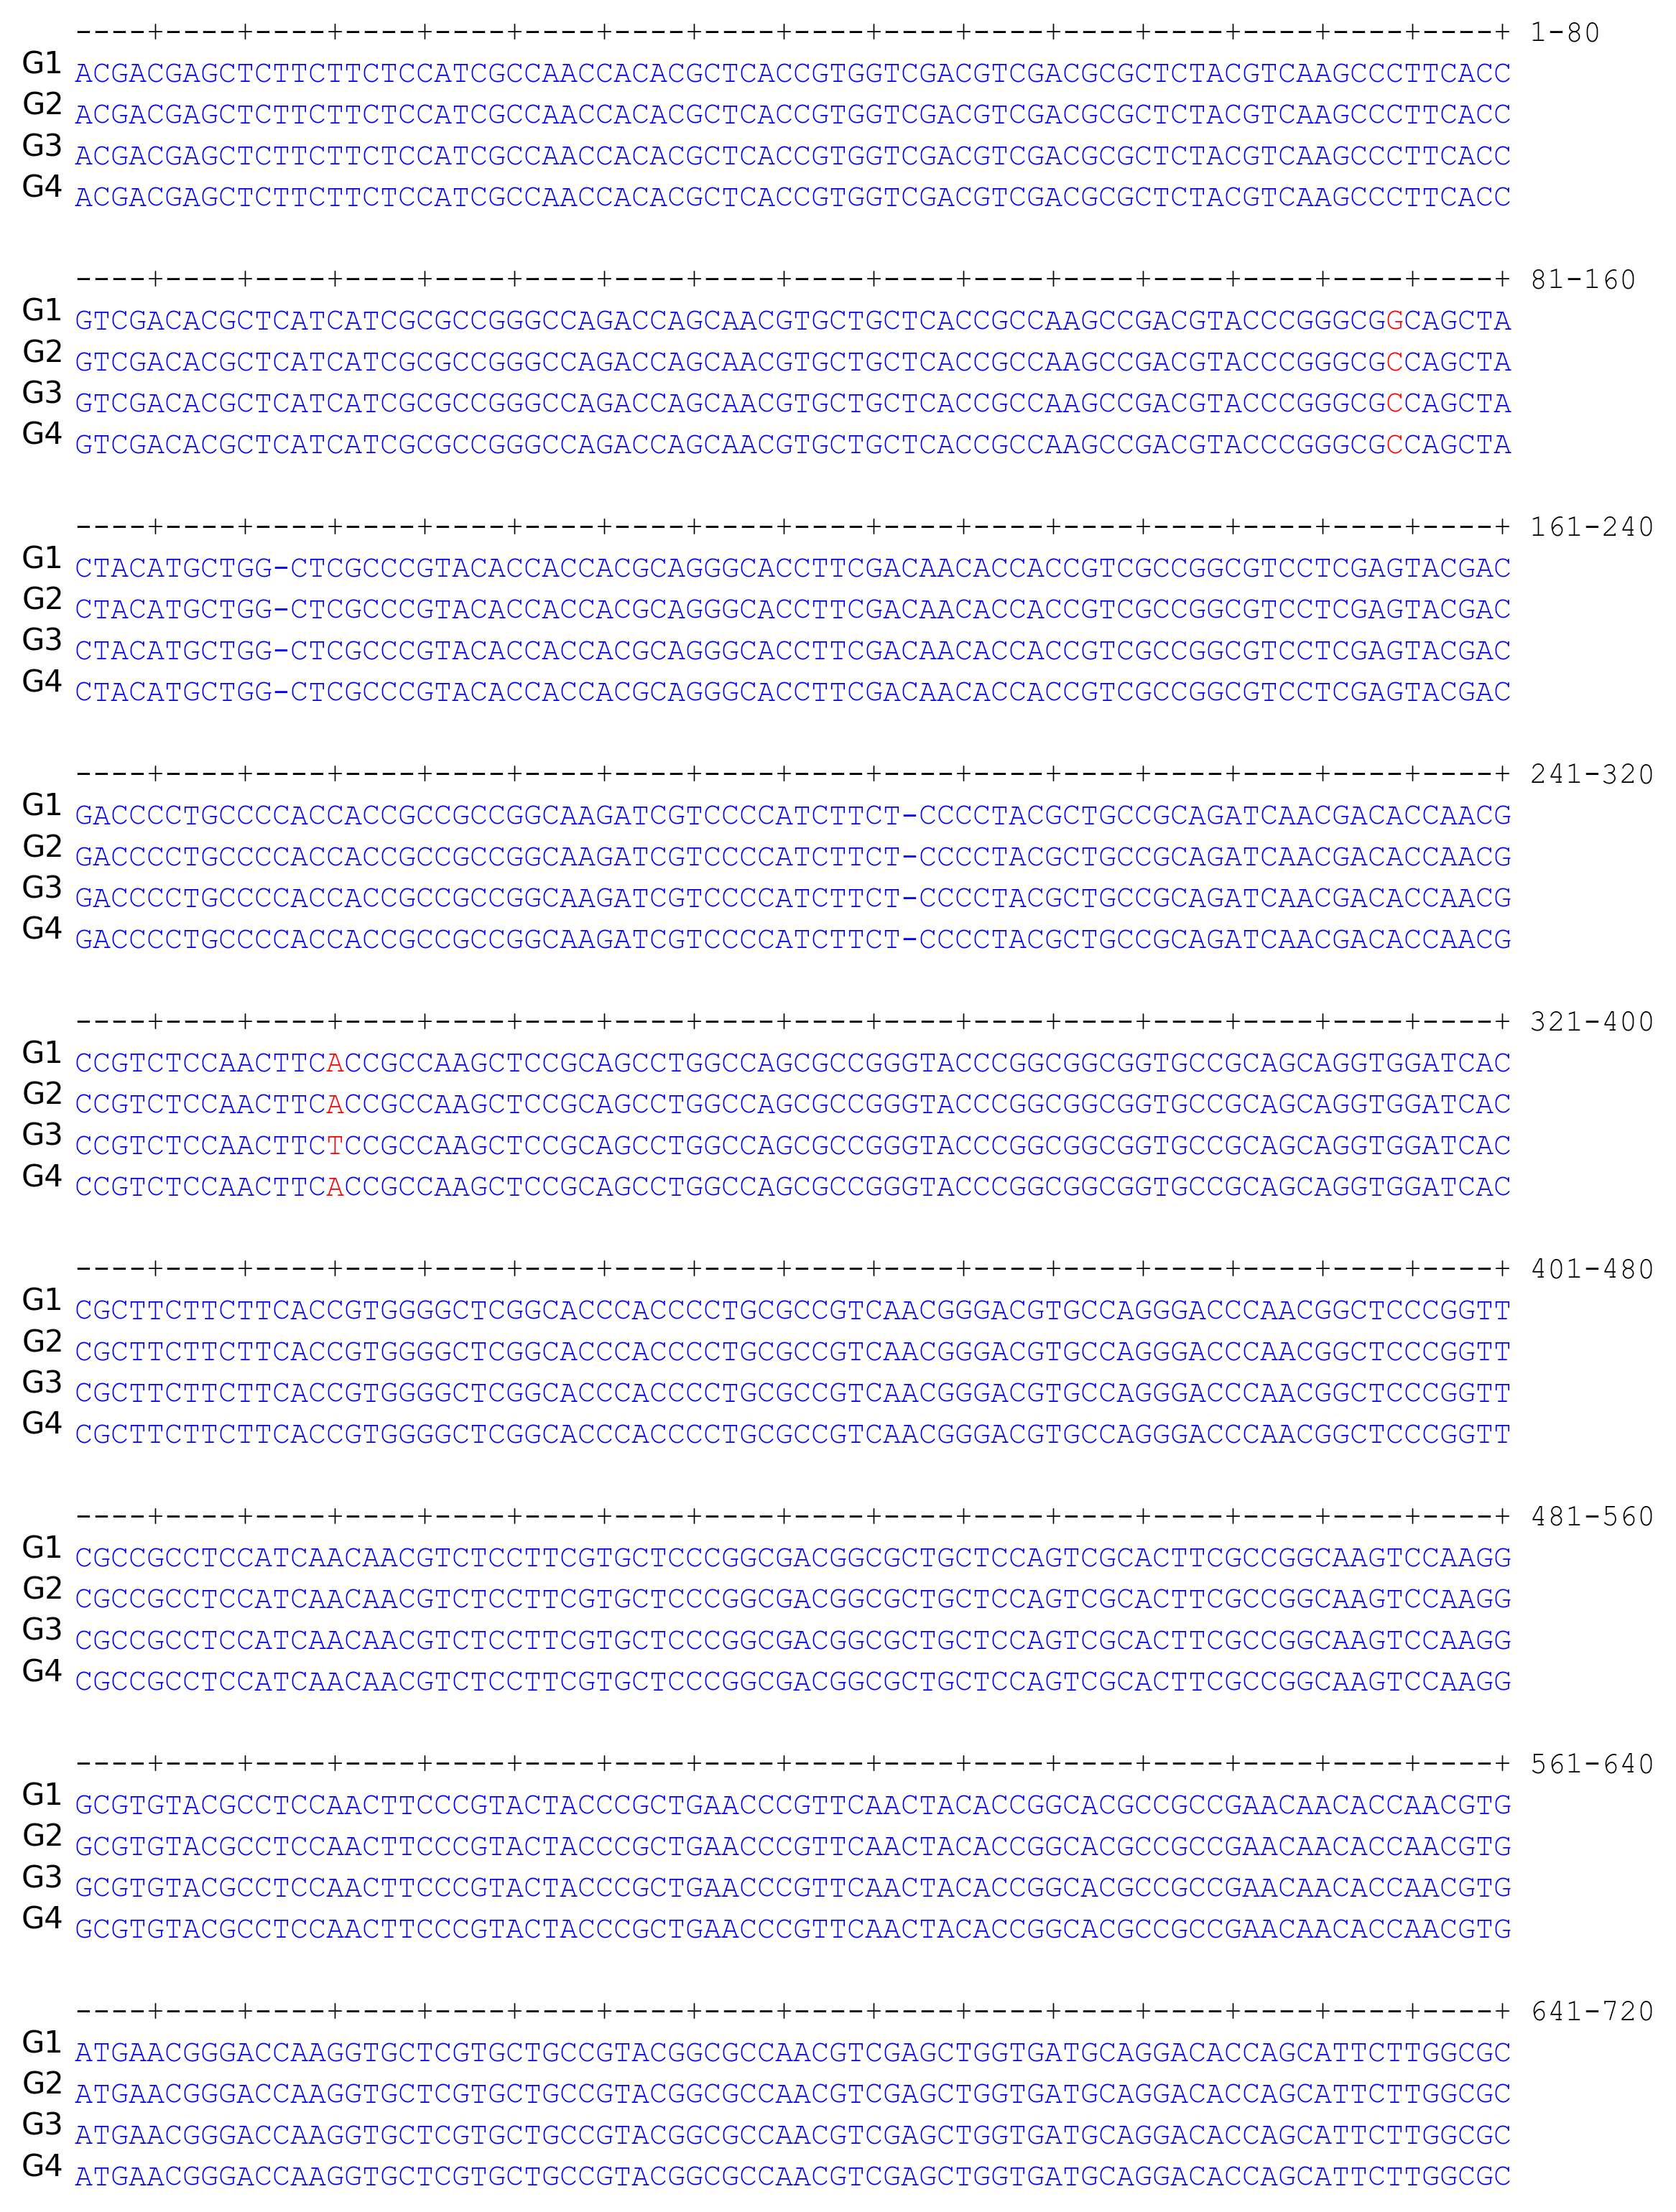 ----+----+----+----+----+----+----+----+----+----+----+----+----+----+----+----+ 1-80
G1 ACGACGAGCTCTTCTTCTCCATCGCCAACCACACGCTCACCGTGGTCGACGTCGACGCGCTCTACGTCAAGCCCTTCACC
G2 ACGACGAGCTCTTCTTCTCCATCGCCAACCACACGCTCACCGTGGTCGACGTCGACGCGCTCTACGTCAAGCCCTTCACC
G3 ACGACGAGCTCTTCTTCTCCATCGCCAACCACACGCTCACCGTGGTCGACGTCGACGCGCTCTACGTCAAGCCCTTCACC
G4 ACGACGAGCTCTTCTTCTCCATCGCCAACCACACGCTCACCGTGGTCGACGTCGACGCGCTCTACGTCAAGCCCTTCACC
----+----+----+----+----+----+----+----+----+----+----+----+----+----+----+----+ 81-160
G1 GTCGACACGCTCATCATCGCGCCGGGCCAGACCAGCAACGTGCTGCTCACCGCCAAGCCGACGTACCCGGGCGGCAGCTA
G2 GTCGACACGCTCATCATCGCGCCGGGCCAGACCAGCAACGTGCTGCTCACCGCCAAGCCGACGTACCCGGGCGCCAGCTA
G3 GTCGACACGCTCATCATCGCGCCGGGCCAGACCAGCAACGTGCTGCTCACCGCCAAGCCGACGTACCCGGGCGCCAGCTA
G4 GTCGACACGCTCATCATCGCGCCGGGCCAGACCAGCAACGTGCTGCTCACCGCCAAGCCGACGTACCCGGGCGCCAGCTA
----+----+----+----+----+----+----+----+----+----+----+----+----+----+----+----+ 161-240
G1 CTACATGCTGG-CTCGCCCGTACACCACCACGCAGGGCACCTTCGACAACACCACCGTCGCCGGCGTCCTCGAGTACGAC
G2 CTACATGCTGG-CTCGCCCGTACACCACCACGCAGGGCACCTTCGACAACACCACCGTCGCCGGCGTCCTCGAGTACGAC
G3 CTACATGCTGG-CTCGCCCGTACACCACCACGCAGGGCACCTTCGACAACACCACCGTCGCCGGCGTCCTCGAGTACGAC
G4 CTACATGCTGG-CTCGCCCGTACACCACCACGCAGGGCACCTTCGACAACACCACCGTCGCCGGCGTCCTCGAGTACGAC
----+----+----+----+----+----+----+----+----+----+----+----+----+----+----+----+ 241-320
G1 GACCCCTGCCCCACCACCGCCGCCGGCAAGATCGTCCCCATCTTCT-CCCCTACGCTGCCGCAGATCAACGACACCAACG
G2 GACCCCTGCCCCACCACCGCCGCCGGCAAGATCGTCCCCATCTTCT-CCCCTACGCTGCCGCAGATCAACGACACCAACG
G3 GACCCCTGCCCCACCACCGCCGCCGGCAAGATCGTCCCCATCTTCT-CCCCTACGCTGCCGCAGATCAACGACACCAACG
G4 GACCCCTGCCCCACCACCGCCGCCGGCAAGATCGTCCCCATCTTCT-CCCCTACGCTGCCGCAGATCAACGACACCAACG
----+----+----+----+----+----+----+----+----+----+----+----+----+----+----+----+ 321-400
G1 CCGTCTCCAACTTCACCGCCAAGCTCCGCAGCCTGGCCAGCGCCGGGTACCCGGCGGCGGTGCCGCAGCAGGTGGATCAC
G2 CCGTCTCCAACTTCACCGCCAAGCTCCGCAGCCTGGCCAGCGCCGGGTACCCGGCGGCGGTGCCGCAGCAGGTGGATCAC
G3 CCGTCTCCAACTTCTCCGCCAAGCTCCGCAGCCTGGCCAGCGCCGGGTACCCGGCGGCGGTGCCGCAGCAGGTGGATCAC
G4 CCGTCTCCAACTTCACCGCCAAGCTCCGCAGCCTGGCCAGCGCCGGGTACCCGGCGGCGGTGCCGCAGCAGGTGGATCAC
----+----+----+----+----+----+----+----+----+----+----+----+----+----+----+----+ 401-480
G1 CGCTTCTTCTTCACCGTGGGGCTCGGCACCCACCCCTGCGCCGTCAACGGGACGTGCCAGGGACCCAACGGCTCCCGGTT
G2 CGCTTCTTCTTCACCGTGGGGCTCGGCACCCACCCCTGCGCCGTCAACGGGACGTGCCAGGGACCCAACGGCTCCCGGTT
G3 CGCTTCTTCTTCACCGTGGGGCTCGGCACCCACCCCTGCGCCGTCAACGGGACGTGCCAGGGACCCAACGGCTCCCGGTT
G4 CGCTTCTTCTTCACCGTGGGGCTCGGCACCCACCCCTGCGCCGTCAACGGGACGTGCCAGGGACCCAACGGCTCCCGGTT
----+----+----+----+----+----+----+----+----+----+----+----+----+----+----+----+ 481-560
G1 CGCCGCCTCCATCAACAACGTCTCCTTCGTGCTCCCGGCGACGGCGCTGCTCCAGTCGCACTTCGCCGGCAAGTCCAAGG
G2 CGCCGCCTCCATCAACAACGTCTCCTTCGTGCTCCCGGCGACGGCGCTGCTCCAGTCGCACTTCGCCGGCAAGTCCAAGG
G3 CGCCGCCTCCATCAACAACGTCTCCTTCGTGCTCCCGGCGACGGCGCTGCTCCAGTCGCACTTCGCCGGCAAGTCCAAGG
G4 CGCCGCCTCCATCAACAACGTCTCCTTCGTGCTCCCGGCGACGGCGCTGCTCCAGTCGCACTTCGCCGGCAAGTCCAAGG
----+----+----+----+----+----+----+----+----+----+----+----+----+----+----+----+ 561-640
G1 GCGTGTACGCCTCCAACTTCCCGTACTACCCGCTGAACCCGTTCAACTACACCGGCACGCCGCCGAACAACACCAACGTG
G2 GCGTGTACGCCTCCAACTTCCCGTACTACCCGCTGAACCCGTTCAACTACACCGGCACGCCGCCGAACAACACCAACGTG
G3 GCGTGTACGCCTCCAACTTCCCGTACTACCCGCTGAACCCGTTCAACTACACCGGCACGCCGCCGAACAACACCAACGTG
G4 GCGTGTACGCCTCCAACTTCCCGTACTACCCGCTGAACCCGTTCAACTACACCGGCACGCCGCCGAACAACACCAACGTG
----+----+----+----+----+----+----+----+----+----+----+----+----+----+----+----+ 641-720
G1 ATGAACGGGACCAAGGTGCTCGTGCTGCCGTACGGCGCCAACGTCGAGCTGGTGATGCAGGACACCAGCATTCTTGGCGC
G2 ATGAACGGGACCAAGGTGCTCGTGCTGCCGTACGGCGCCAACGTCGAGCTGGTGATGCAGGACACCAGCATTCTTGGCGC
G3 ATGAACGGGACCAAGGTGCTCGTGCTGCCGTACGGCGCCAACGTCGAGCTGGTGATGCAGGACACCAGCATTCTTGGCGC
G4 ATGAACGGGACCAAGGTGCTCGTGCTGCCGTACGGCGCCAACGTCGAGCTGGTGATGCAGGACACCAGCATTCTTGGCGC